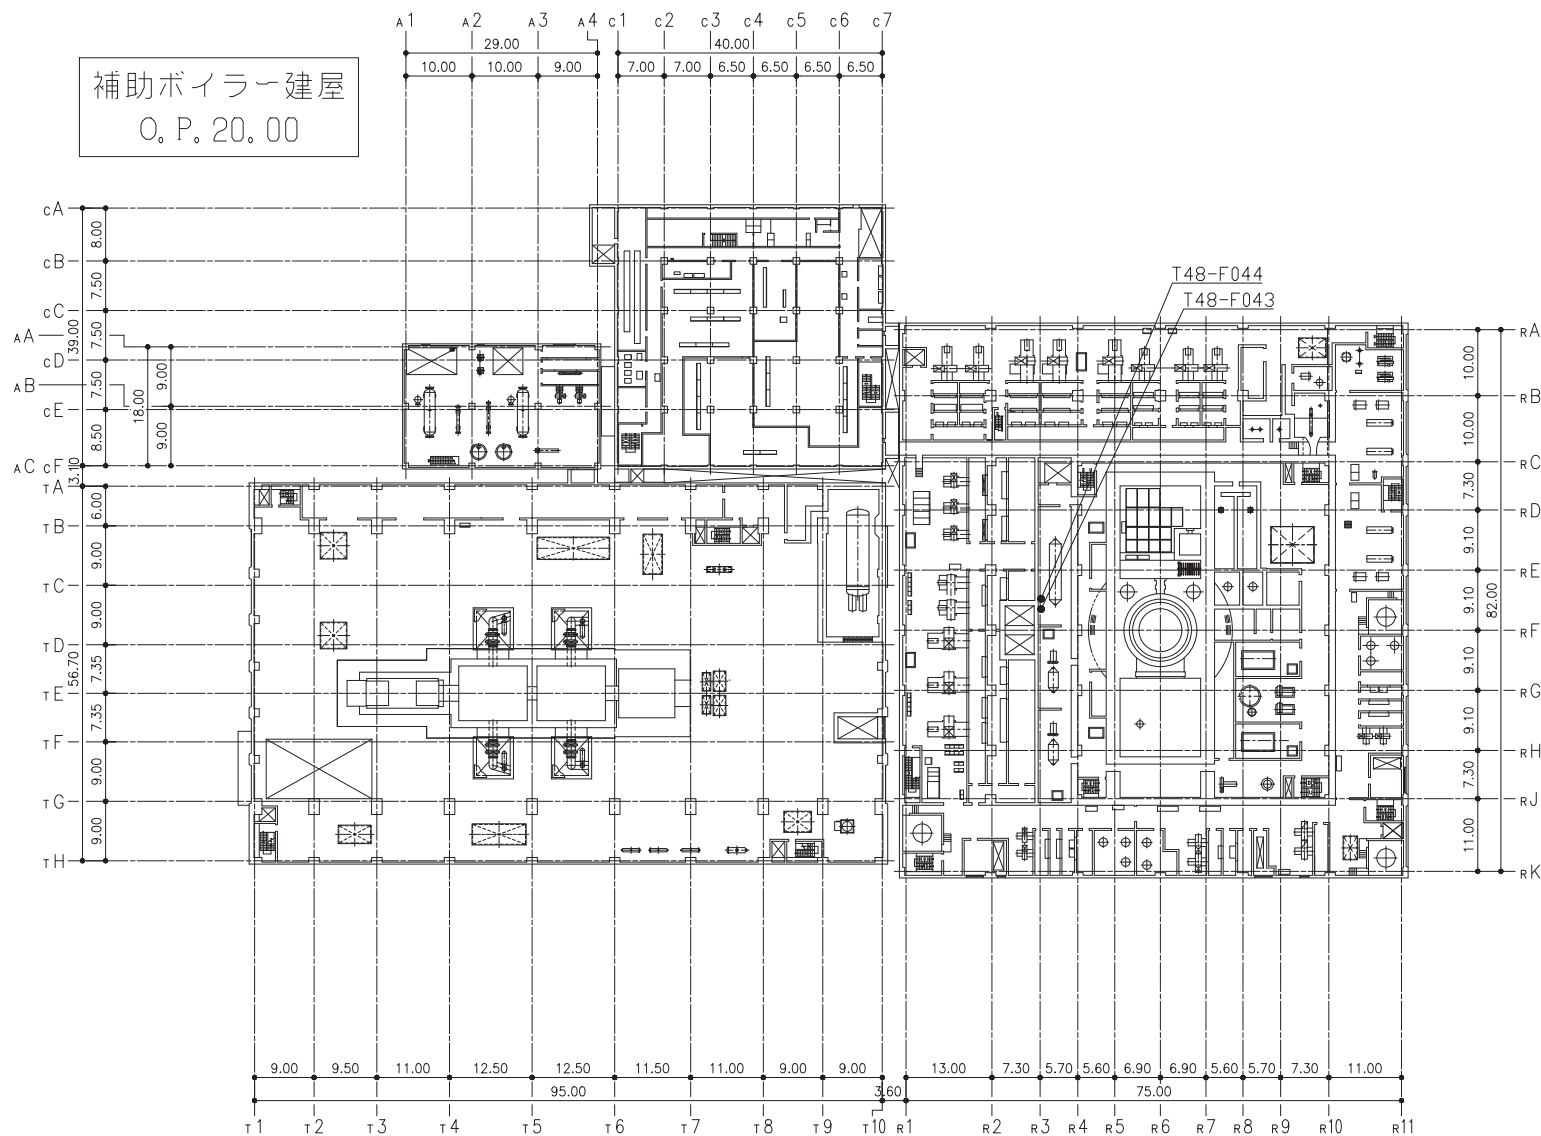 A1 A2 A3 A4 C1 C2 C3 C4 C5 C6 C7
29.00 40.00
10.00 10.00 9.00 7.00 7.00 6.50 6.50 6.50 6.50
補助ボイラー建屋
O.P.20.00
CA
8.00
CB
7.50
CC
AA
39.00
7.50
CD
AB
7.50
CE
8.50
AC CF
18.00
9.00
9.00
3.10
TA
6.00
TB
9.00
TC
9.00
TD
7.35
56.70
TE
7.35
TF
9.00
TG
9.00
TH
T48-F044
T48-F043
RA
10.00
RB
10.00
RC
7.30
RD
9.10
RE
9.10
82.00
RF
9.10
RG
9.10
RH
7.30
RJ
11.00
RK
9.00 9.50 11.00 12.50 12.50 11.50 11.00 9.00 9.00 13.00 7.30 5.70 5.60 6.90 6.90 5.60 5.70 7.30 11.00
95.00 3.60 75.00
T1 T2 T3 T4 T5 T6 T7 T8 T9 T10 R1 R2 R3 R4 R5 R6 R7 R8 R9 R10 R11